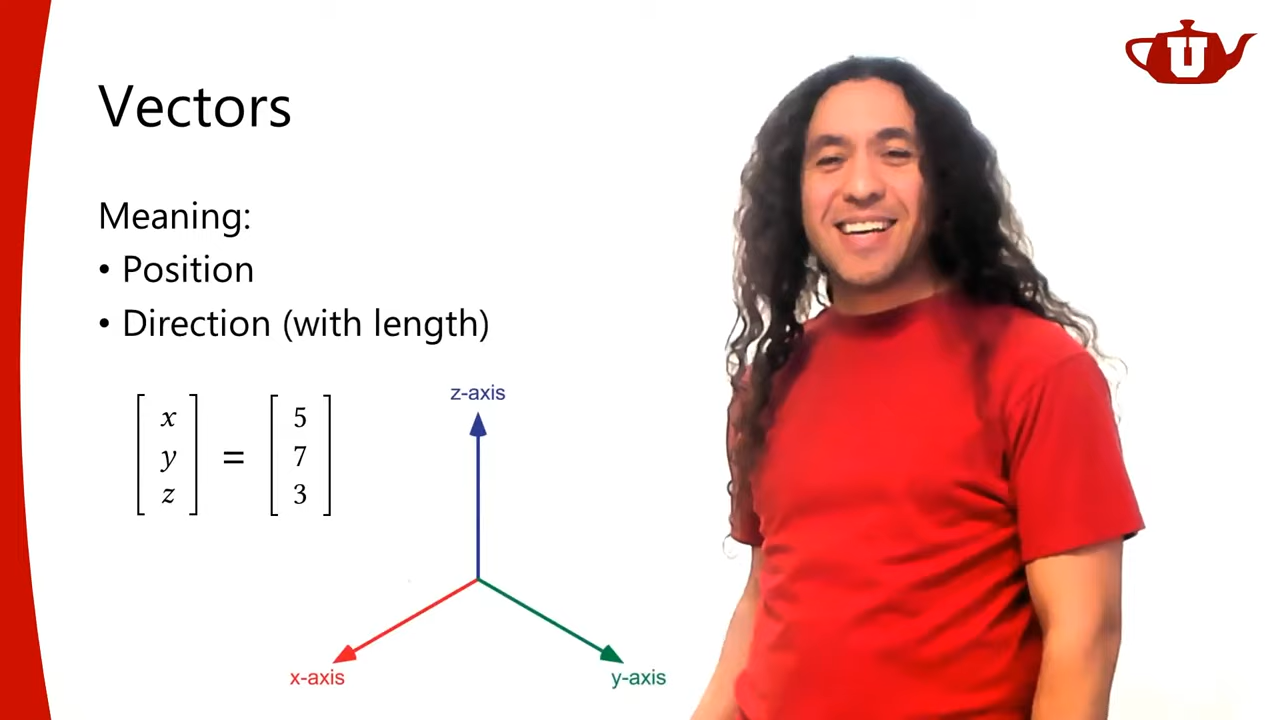 U
Vectors
Meaning:
• Position
• Direction (with length)
[x] = [5]
[y] = [7]
[z] = [3]
z-axis
x-axis
y-axis